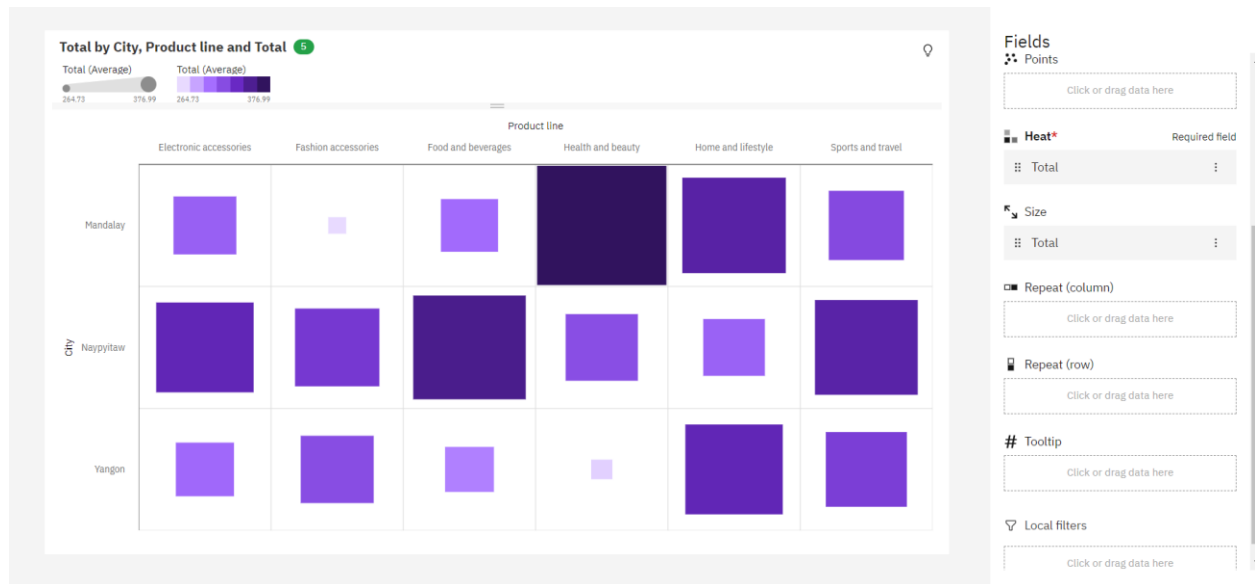 Total by City, Product line and Total 5
Total (Average)
264.73 376.99
Total (Average)
264.73 376.99
Product line
Electronic accessories Fashion accessories Food and beverages Health and beauty Home and lifestyle Sports and travel
City
Mandalay
Naypyitaw
Yangon
Fields
Points
Click or drag data here
Heat* Required field
Total
Size
Total
Repeat (column)
Click or drag data here
Repeat (row)
Click or drag data here
# Tooltip
Click or drag data here
Local filters
Click or drag data here